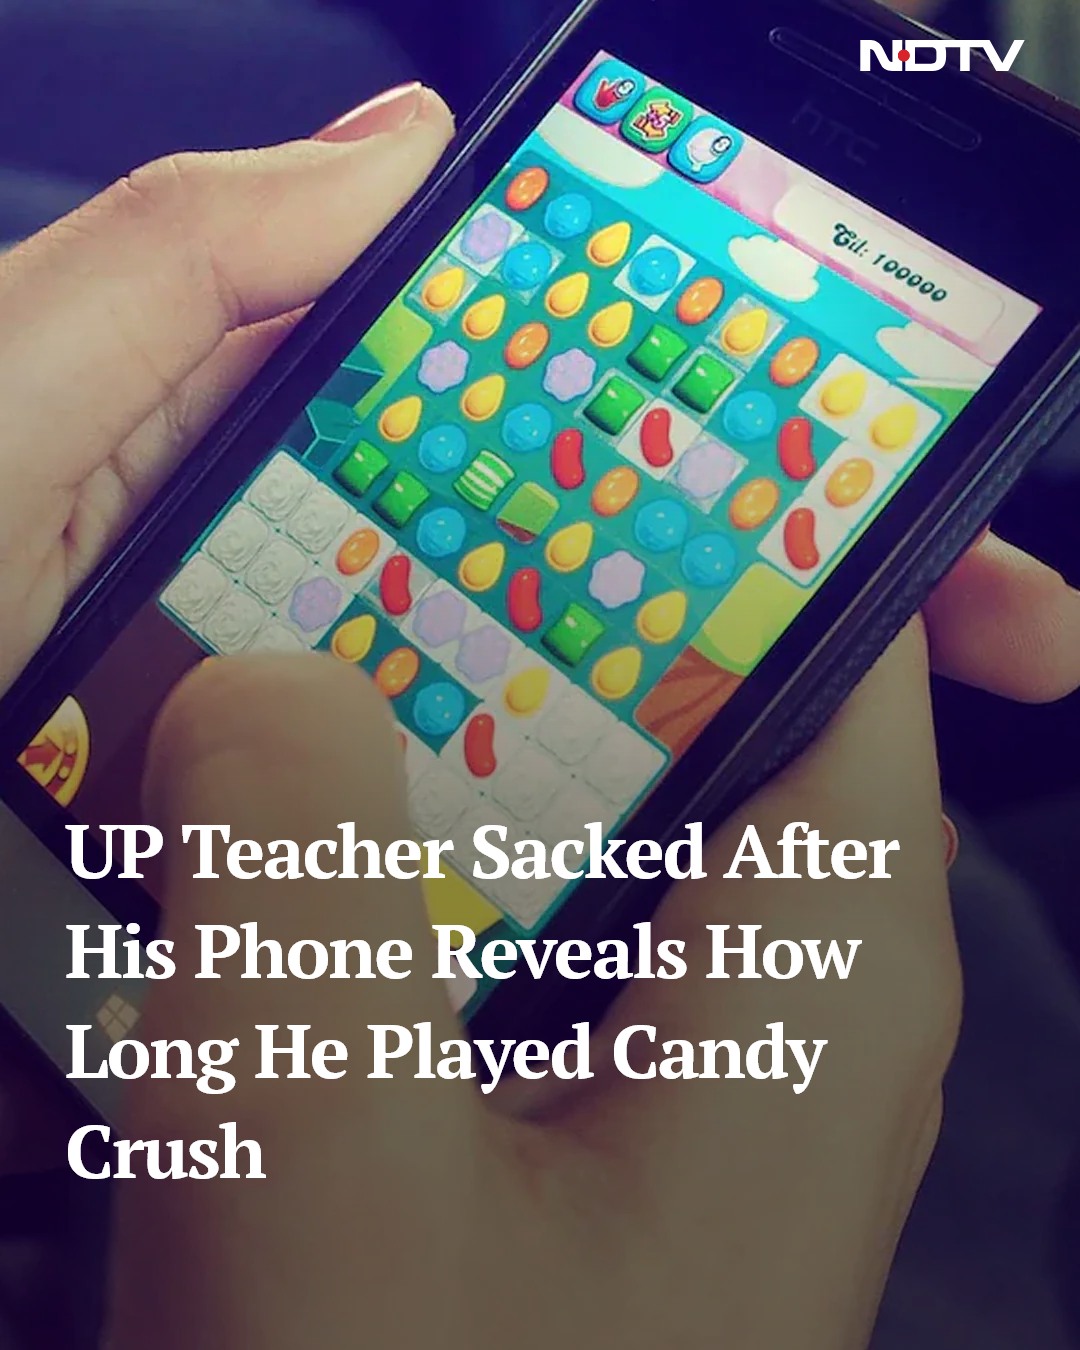 NDTV
hTC
Cil: 100000
UP Teacher Sacked After
His Phone Reveals How
Long He Played Candy
Crush